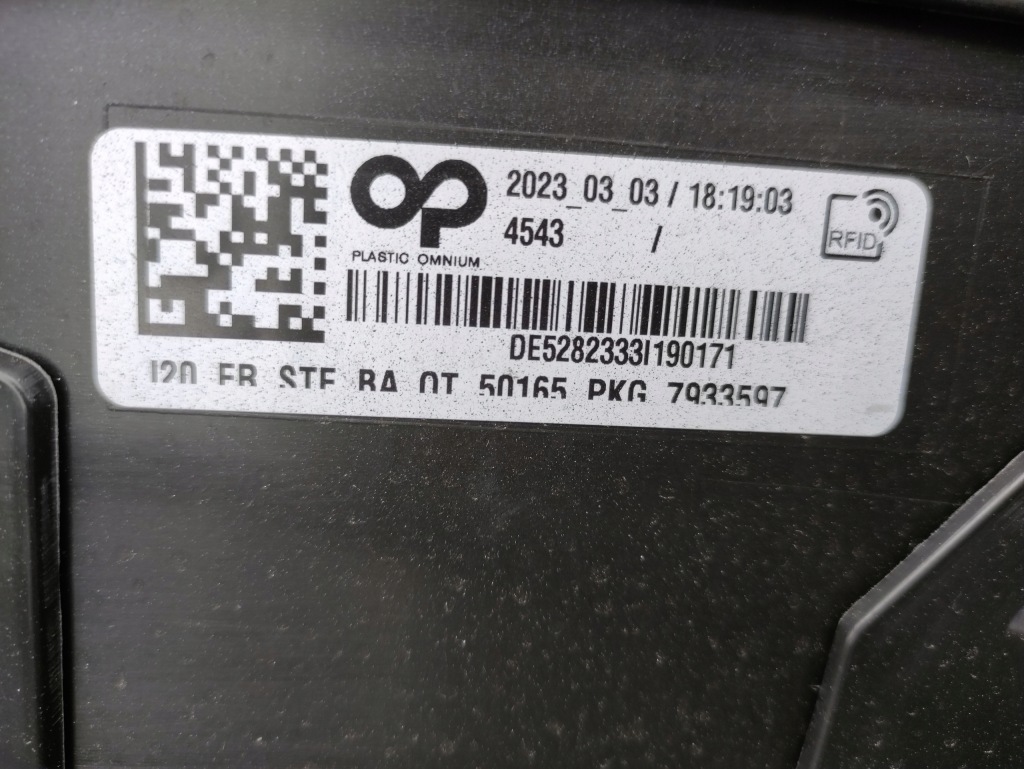 2023_03_03 / 18:19:03
4543 /
RFID
PLASTIC OMNIUM
DE5282333I190171
I20 FR STF BA OT 50165 PKG 7933597